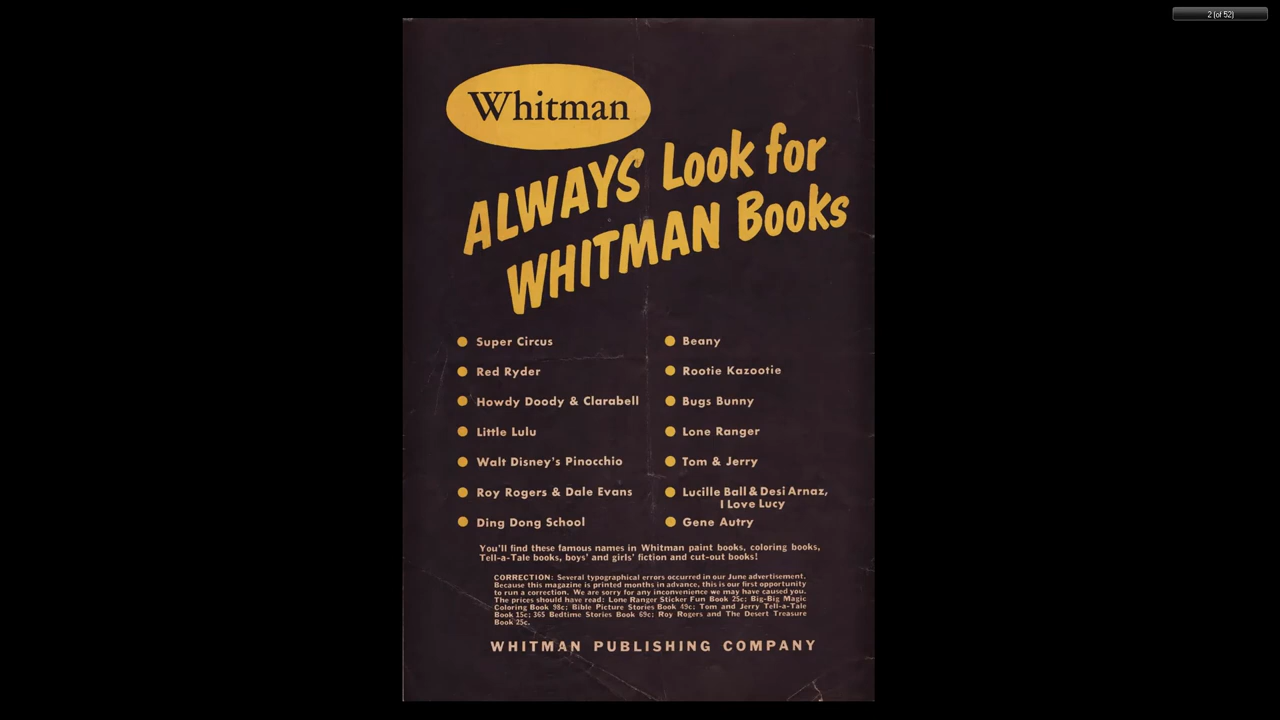 2 (of 52)
Whitman
ALWAYS Look for
WHITMAN Books
Super Circus
Red Ryder
Howdy Doody & Clarabell
Little Lulu
Walt Disney's Pinocchio
Roy Rogers & Dale Evans
Ding Dong School
Beany
Rootie Kazootie
Bugs Bunny
Lone Ranger
Tom & Jerry
Lucille Ball & Desi Arnaz,
I Love Lucy
Gene Autry
You'll find these famous names in Whitman paint books, coloring books,
Tell-a-Tale books, boys' and girls' fiction and cut-out books!
CORRECTION: Several typographical errors occurred in our June advertisement.
Because this magazine is printed months in advance, this is our first opportunity
to run a correction. We are sorry for any inconvenience we may have caused you.
The prices should have read: Lone Ranger Sticker Fun Book 25c; Big-Big Magic
Coloring Book 98c; Bible Picture Stories Book 49c; Tom and Jerry Tell-a-Tale
Book 15c; 365 Bedtime Stories Book 69c; Roy Rogers and The Desert Treasure
Book 25c.
WHITMAN PUBLISHING COMPANY